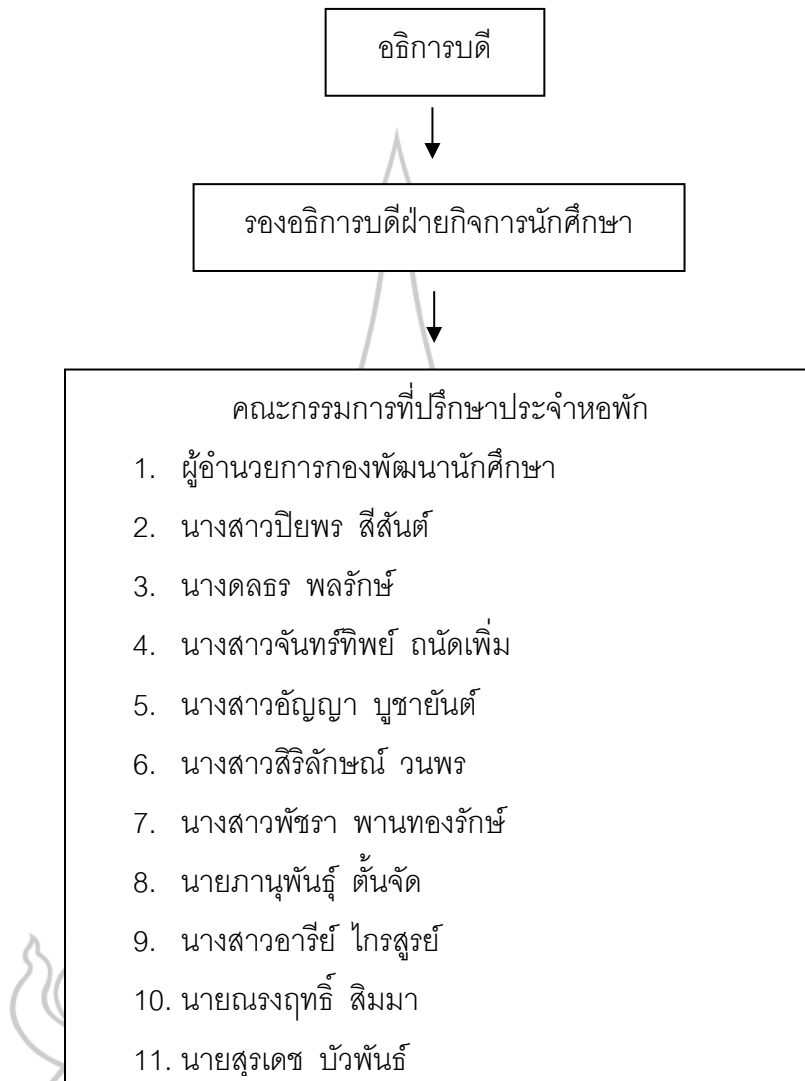 อธิการบดี
รองอธิการบดีฝ่ายกิจการนักศึกษา
คณะกรรมการที่ปรึกษาประจำหอพัก
1. ผู้อำนวยการกองพัฒนานักศึกษา
2. นางสาวปิยพร สีสันต์
3. นางดลธร พลรักษ์
4. นางสาวจันทร์ทิพย์ ถนัดเพิ่ม
5. นางสาวอัญญา บูชายันต์
6. นางสาวสิริลักษณ์ วนพร
7. นางสาวพัชรา พานทองรักษ์
8. นายภานุพันธุ์ ตั้นจัด
9. นางสาวอารีย์ ไกรสูรย์
10. นายณรงฤทธิ์ สิมมา
11. นายสุรเดช บัวพันธ์